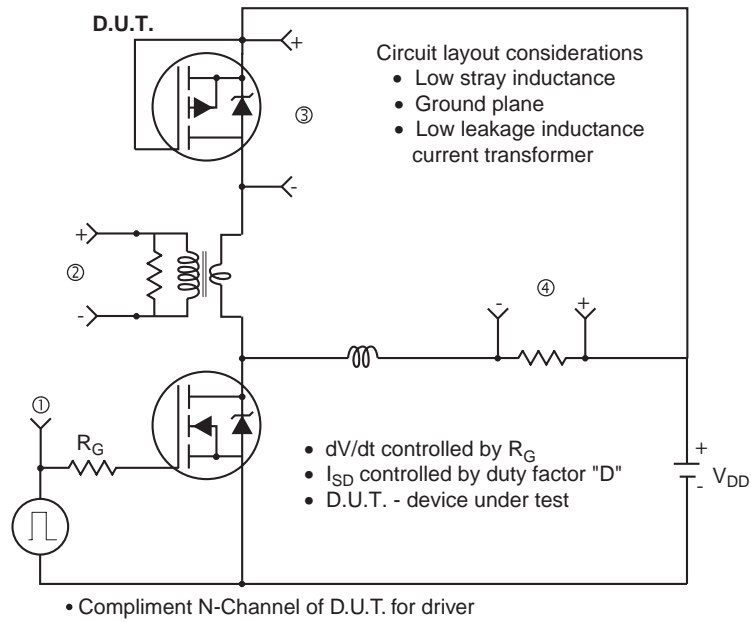 D.U.T.
+
Circuit layout considerations
• Low stray inductance
• Ground plane
• Low leakage inductance
current transformer
③
-
+
②
-
④
-
+
①
R_G
• dV/dt controlled by R_G
• I_SD controlled by duty factor "D"
• D.U.T. - device under test
+
V_DD
-
• Compliment N-Channel of D.U.T. for driver